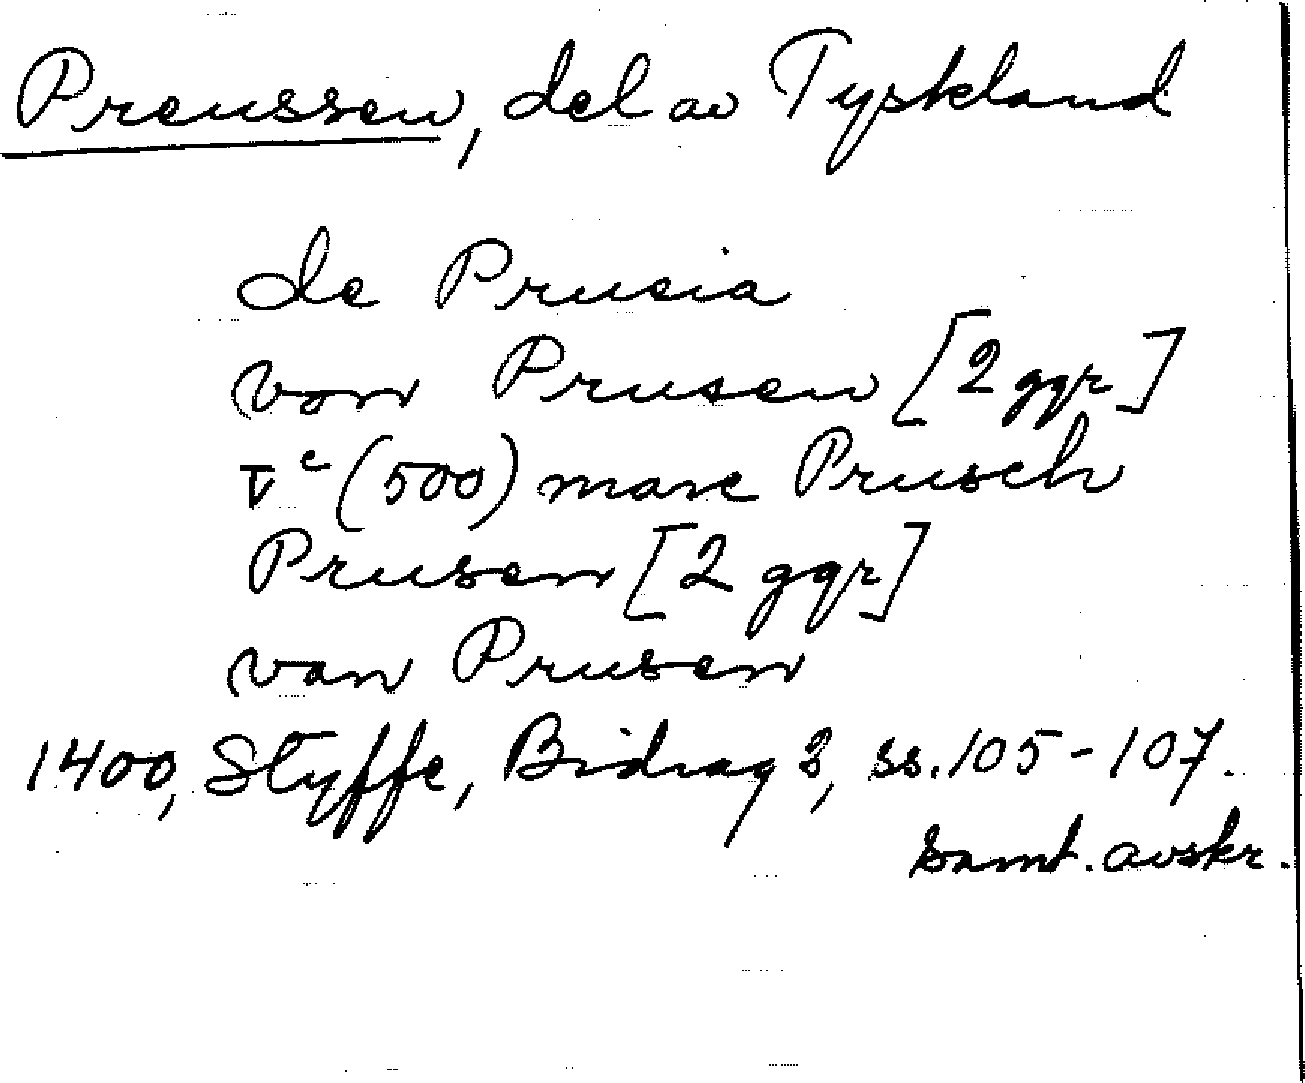 Preussen, del av Tyskland
de Prusia
von Prusen [2 ggr]
Vc (500) marc Prusch
Prusen [2 ggr]
van Prusen
1400, Styffe, Bidrag 3, ss. 105-107.
samt. avskr.